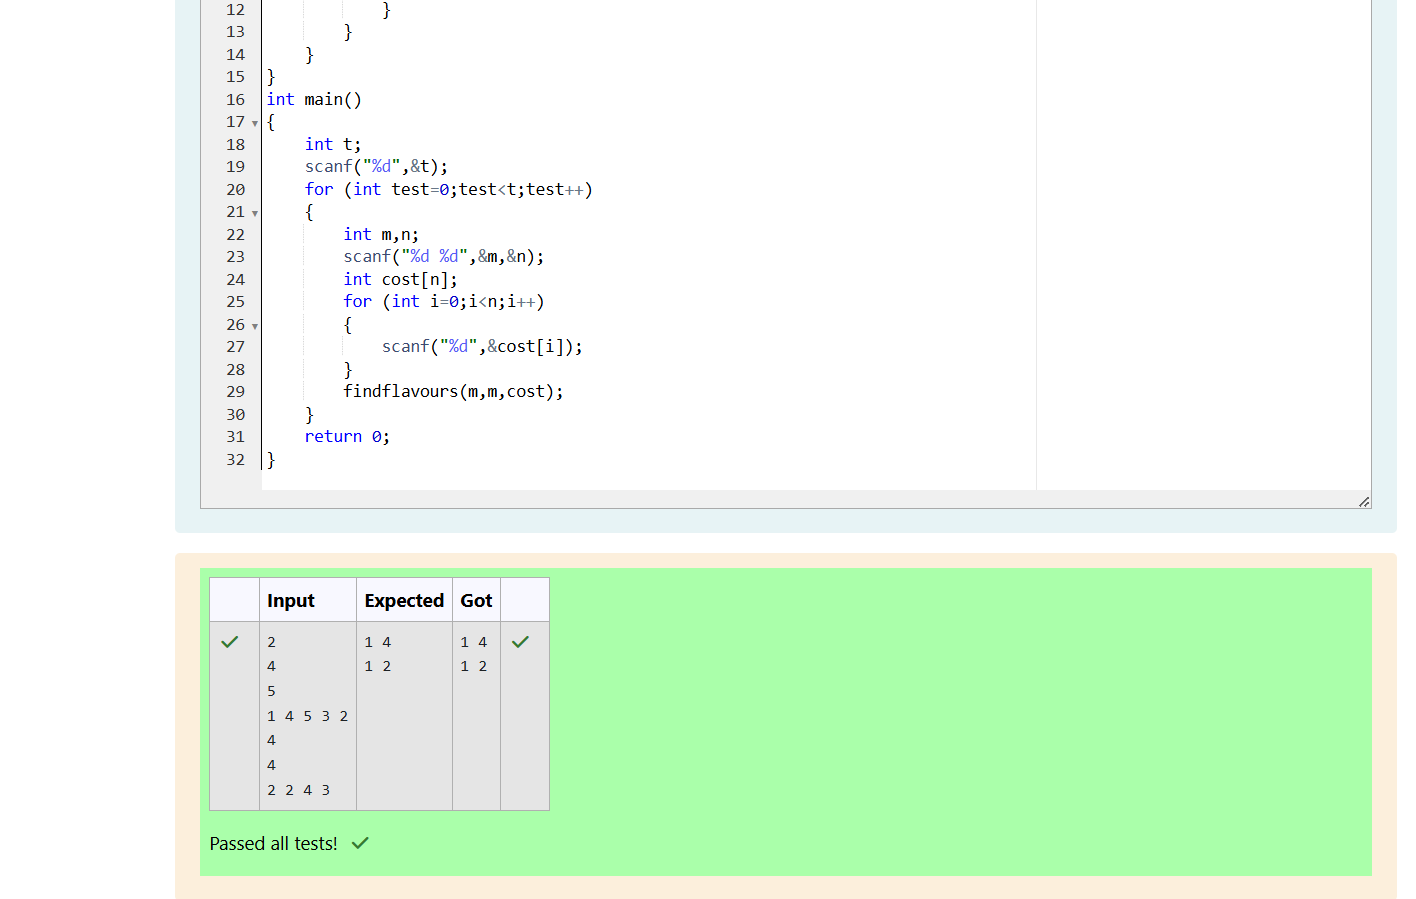 12 }
13 }
14 }
15 }
16 int main()
17 {
18 int t;
19 scanf("%d",&t);
20 for (int test=0;test<t;test++)
21 {
22 int m,n;
23 scanf("%d %d",&m,&n);
24 int cost[n];
25 for (int i=0;i<n;i++)
26 {
27 scanf("%d",&cost[i]);
28 }
29 findflavours(m,m,cost);
30 }
31 return 0;
32 }
Input Expected Got
2 1 4 1 4
4 1 2 1 2
5
1 4 5 3 2
4
4
2 2 4 3
Passed all tests!